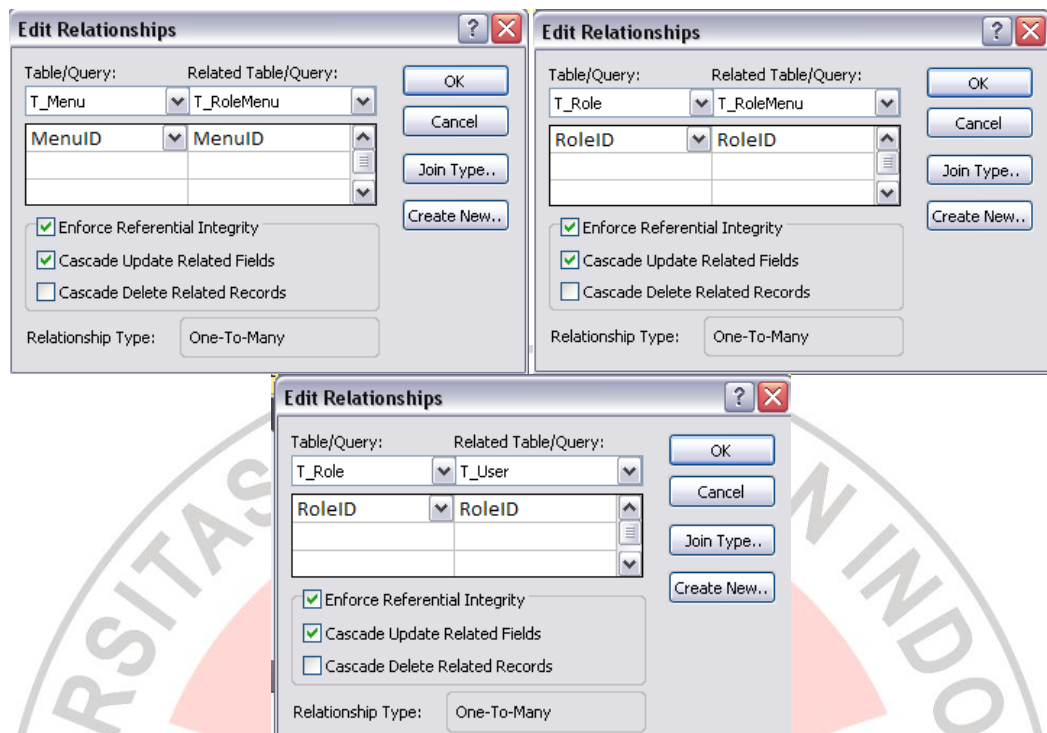 Edit Relationships
Table/Query: Related Table/Query:
T_Menu T_RoleMenu
MenuID MenuID
Enforce Referential Integrity
Cascade Update Related Fields
Cascade Delete Related Records
Relationship Type: One-To-Many
OK
Cancel
Join Type..
Create New..
Edit Relationships
Table/Query: Related Table/Query:
T_Role T_RoleMenu
RoleID RoleID
Enforce Referential Integrity
Cascade Update Related Fields
Cascade Delete Related Records
Relationship Type: One-To-Many
OK
Cancel
Join Type..
Create New..
Edit Relationships
Table/Query: Related Table/Query:
T_Role T_User
RoleID RoleID
Enforce Referential Integrity
Cascade Update Related Fields
Cascade Delete Related Records
Relationship Type: One-To-Many
OK
Cancel
Join Type..
Create New..
RSITAS
N INDO